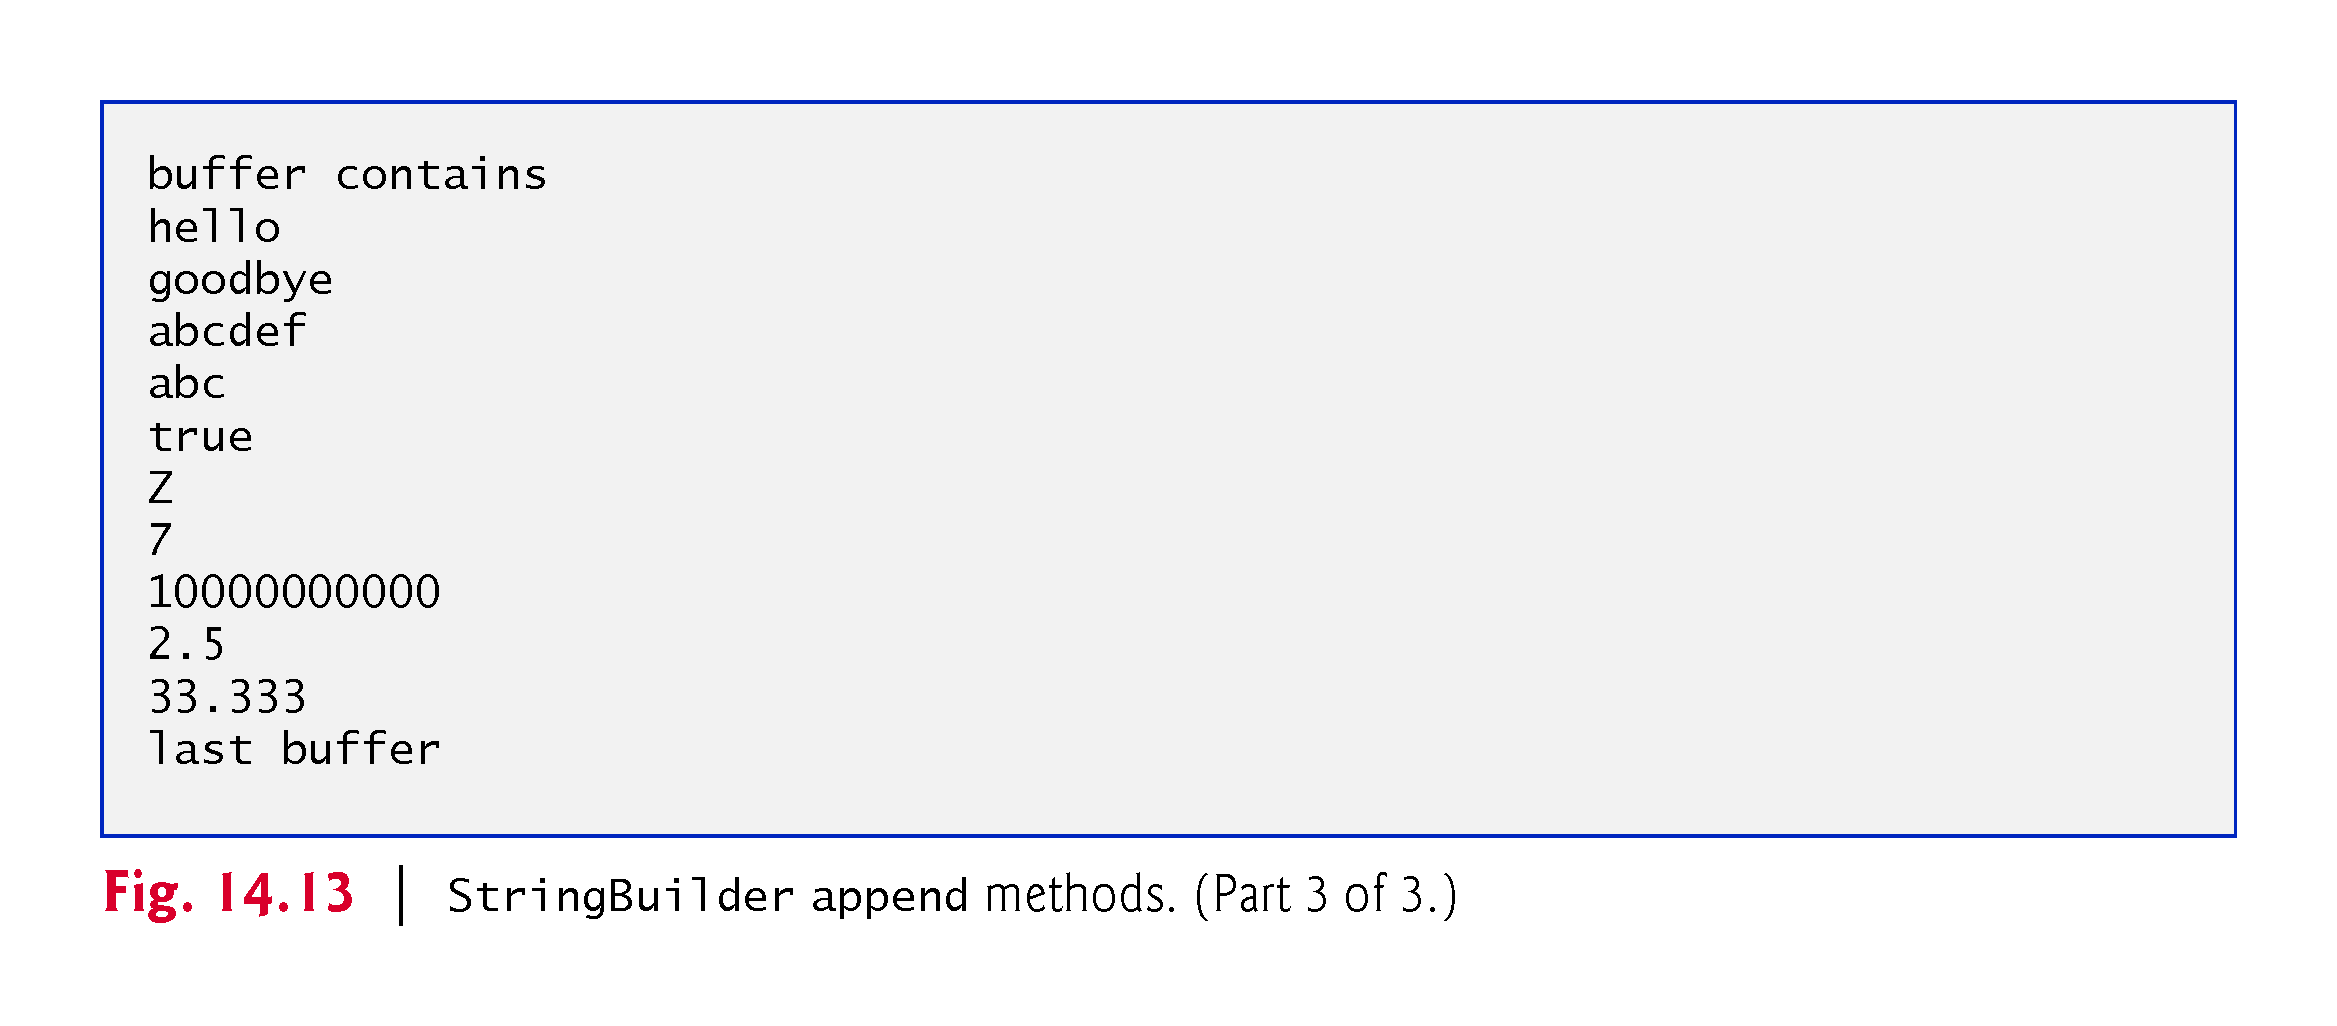 buffer contains
hello
goodbye
abcdef
abc
true
Z
7
10000000000
2.5
33.333
last buffer
Fig. 14.13 | StringBuilder append methods. (Part 3 of 3.)